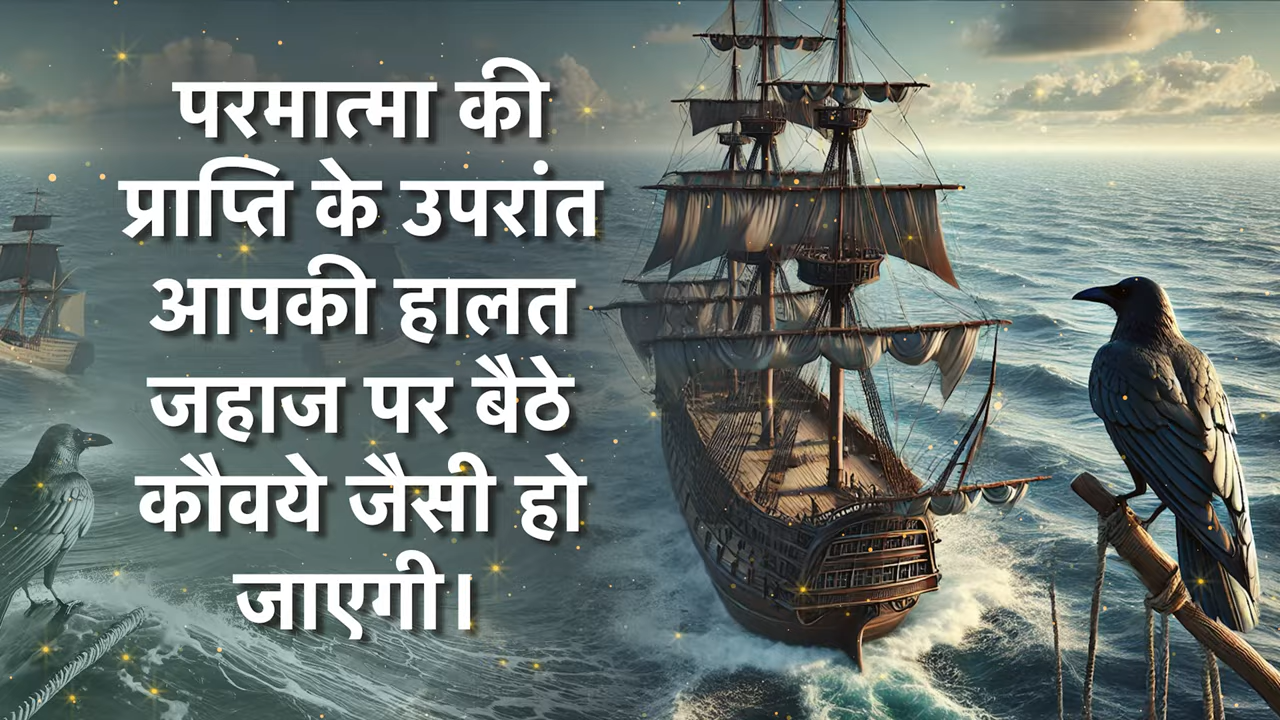 परमात्मा की
प्राप्ति के उपरांत
आपकी हालत
जहाज पर बैठे
कौवये जैसी हो
जाएगी।